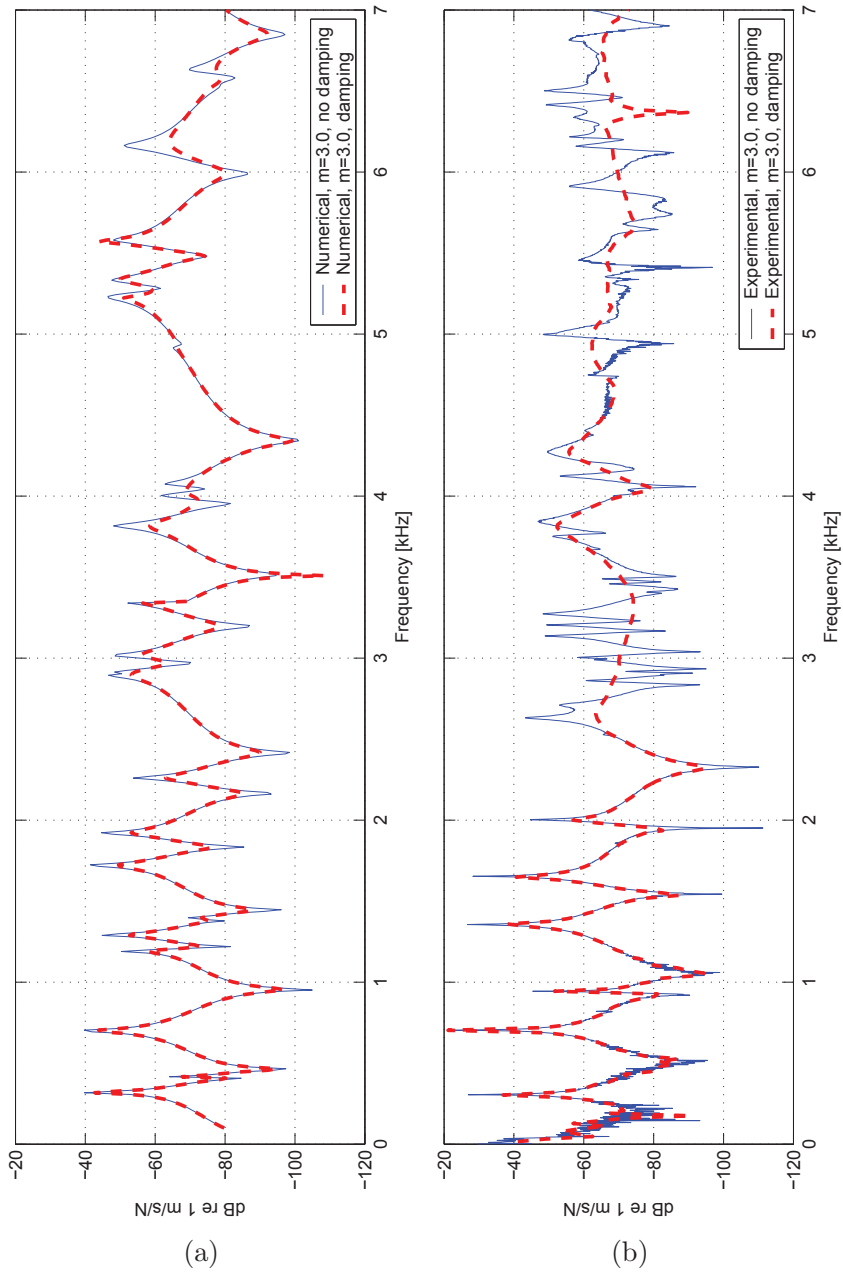 −20
−40
−60
−80
−100
−120
dB re 1 m/s/N
0
1
2
3
4
5
6
7
Frequency [kHz]
Numerical, m=3.0, no damping
Numerical, m=3.0, damping
(a)
−20
−40
−60
−80
−100
−120
dB re 1 m/s/N
0
1
2
3
4
5
6
7
Frequency [kHz]
Experimental, m=3.0, no damping
Experimental, m=3.0, damping
(b)